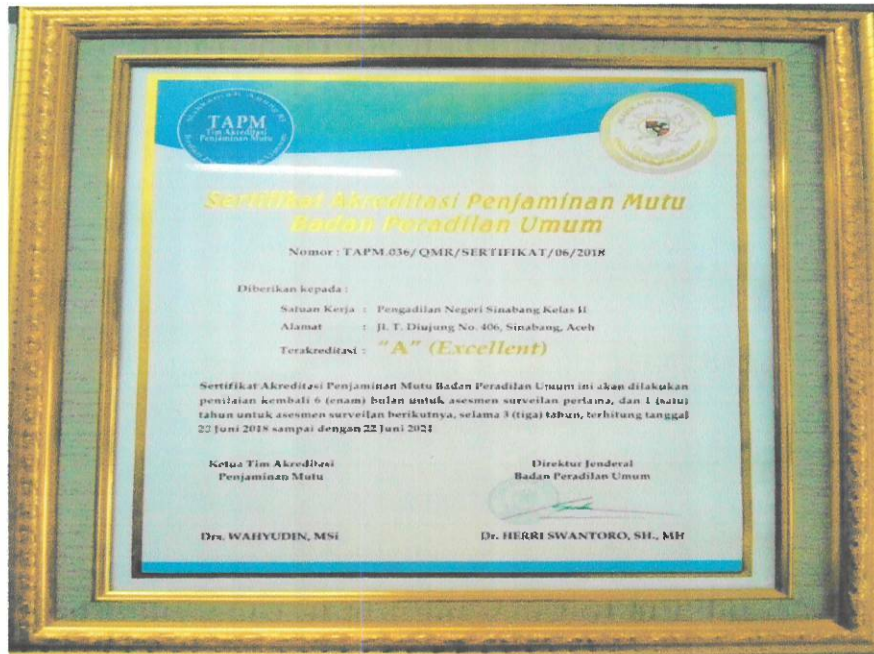 TAPM
Tim Akreditasi
Penjaminan Mutu
Sertifikat Akreditasi Penjaminan Mutu
Badan Peradilan Umum
Nomor : TAPM.036/QMR/SERTIFIKAT/06/2018
Diberikan kepada :
Satuan Kerja : Pengadilan Negeri Sinabang Kelas II
Alamat : Jl. T. Diujung No. 406, Sinabang, Aceh
Terakreditasi : "A" (Excellent)
Sertifikat Akreditasi Penjaminan Mutu Badan Peradilan Umum ini akan dilakukan
penilaian kembali 6 (enam) bulan untuk asesmen surveilan pertama, dan 1 (satu)
tahun untuk asesmen surveilan berikutnya, selama 3 (tiga) tahun, terhitung tanggal
22 Juni 2018 sampai dengan 22 Juni 2021
Ketua Tim Akreditasi
Penjaminan Mutu
Direktur Jenderal
Badan Peradilan Umum
Drs. WAHYUDIN, MSi
Dr. HERRI SWANTORO, SH., MH